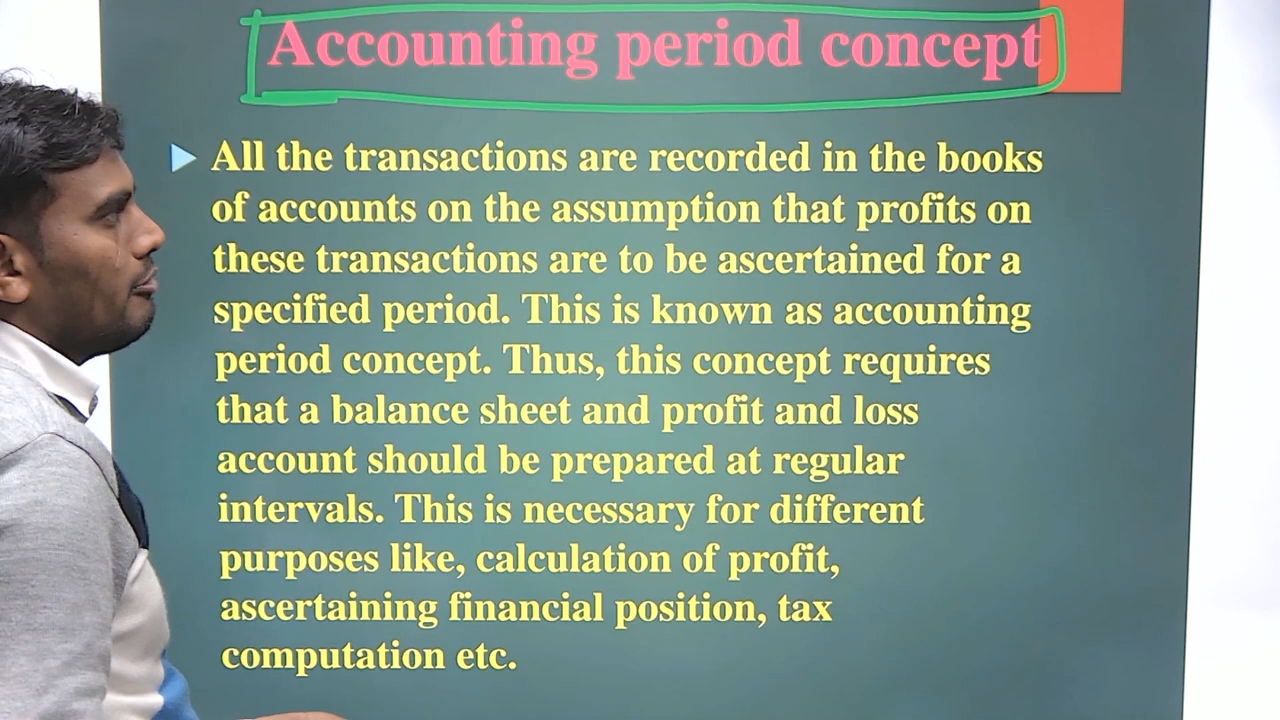 Accounting period concept
All the transactions are recorded in the books
of accounts on the assumption that profits on
these transactions are to be ascertained for a
specified period. This is known as accounting
period concept. Thus, this concept requires
that a balance sheet and profit and loss
account should be prepared at regular
intervals. This is necessary for different
purposes like, calculation of profit,
ascertaining financial position, tax
computation etc.